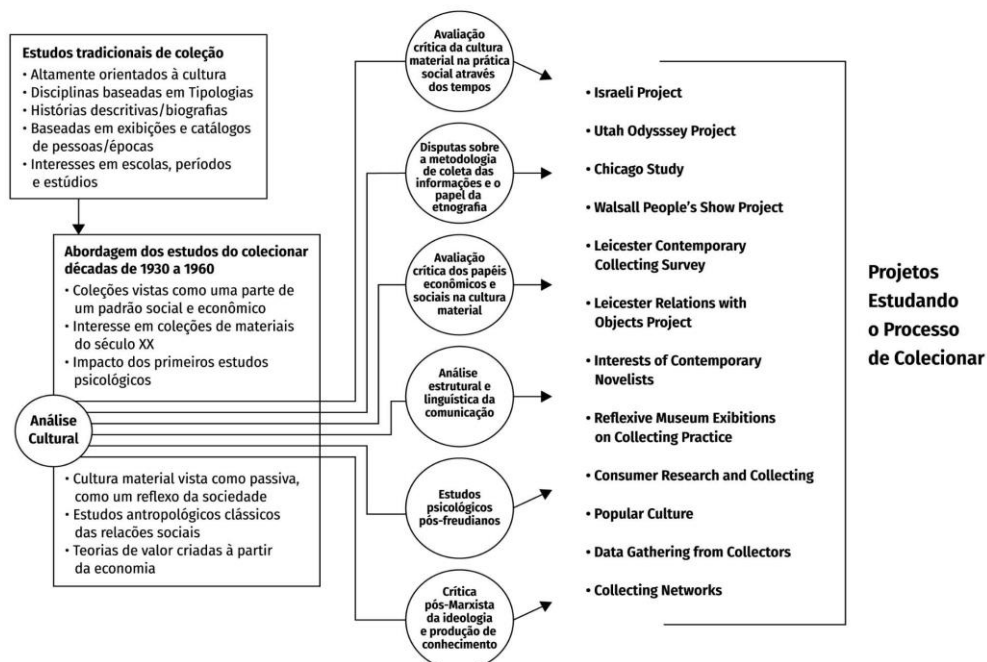 Estudos tradicionais de coleção
• Altamente orientados à cultura
• Disciplinas baseadas em Tipologias
• Histórias descritivas/biografias
• Baseadas em exibições e catálogos
de pessoas/épocas
• Interesses em escolas, períodos
e estúdios
Abordagem dos estudos do colecionar
décadas de 1930 a 1960
• Coleções vistas como uma parte de
um padrão social e econômico
• Interesse em coleções de materiais
do século XX
• Impacto dos primeiros estudos
psicológicos
Análise
Cultural
• Cultura material vista como passiva,
como um reflexo da sociedade
• Estudos antropológicos clássicos
das relacões sociais
• Teorias de valor criadas à partir
da economia
Avaliação
crítica da cultura
material na prática
social através
dos tempos
Disputas sobre
a metodologia
de coleta das
informações e o
papel da
etnografia
Avaliação
crítica dos papéis
econômicos e
sociais na cultura
material
Análise
estrutural e
linguística da
comunicação
Estudos
psicológicos
pós-freudianos
Crítica
pós-Marxista
da ideologia
e produção de
conhecimento
• Israeli Project
• Utah Odysssey Project
• Chicago Study
• Walsall People’s Show Project
• Leicester Contemporary
Collecting Survey
• Leicester Relations with
Objects Project
• Interests of Contemporary
Novelists
• Reflexive Museum Exibitions
on Collecting Practice
• Consumer Research and Collecting
• Popular Culture
• Data Gathering from Collectors
• Collecting Networks
Projetos
Estudando
o Processo
de Colecionar